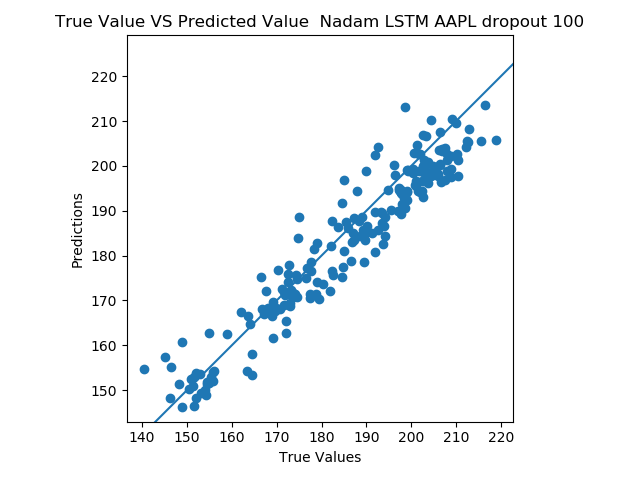 True Value VS Predicted Value  Nadam LSTM AAPL dropout 100
220
210
200
190
180
170
160
150
Predictions
140 150 160 170 180 190 200 210 220
True Values